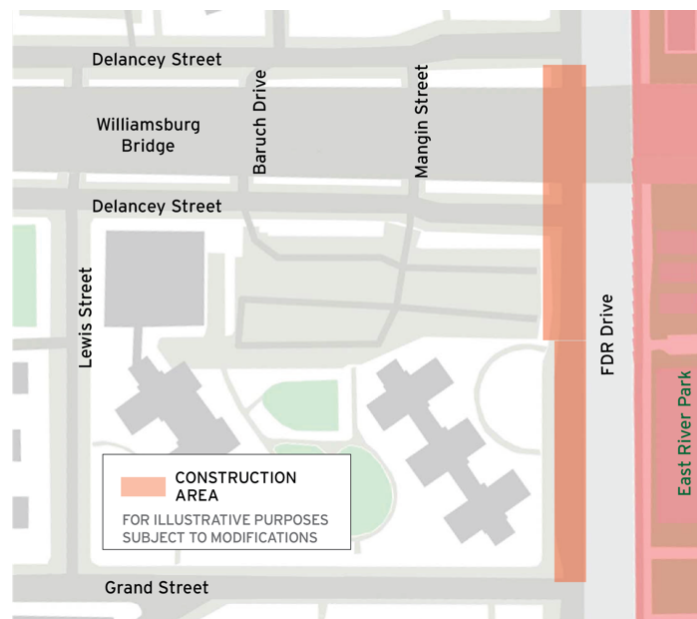 Delancey Street
Baruch Drive
Mangin Street
Williamsburg
Bridge
Delancey Street
Lewis Street
FDR Drive
East River Park
CONSTRUCTION
AREA
FOR ILLUSTRATIVE PURPOSES
SUBJECT TO MODIFICATIONS
Grand Street